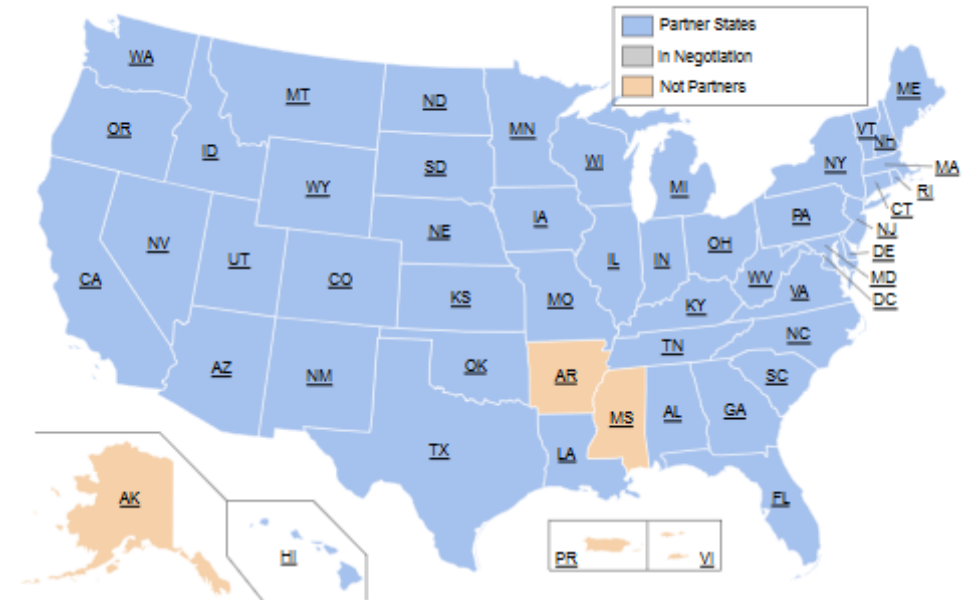 Partner States
In Negotiation
Not Partners
WA
MT
ND
MN
ME
OR
ID
WY
SD
WI
MI
NY
VT
NH
MA
RI
CT
NJ
DE
MD
DC
NV
UT
CA
CO
NE
KS
IA
IL
IN
OH
PA
WV
VA
MO
KY
NC
TN
SC
AZ
NM
OK
AR
MS
AL
GA
TX
LA
FL
AK
HI
PR
VI